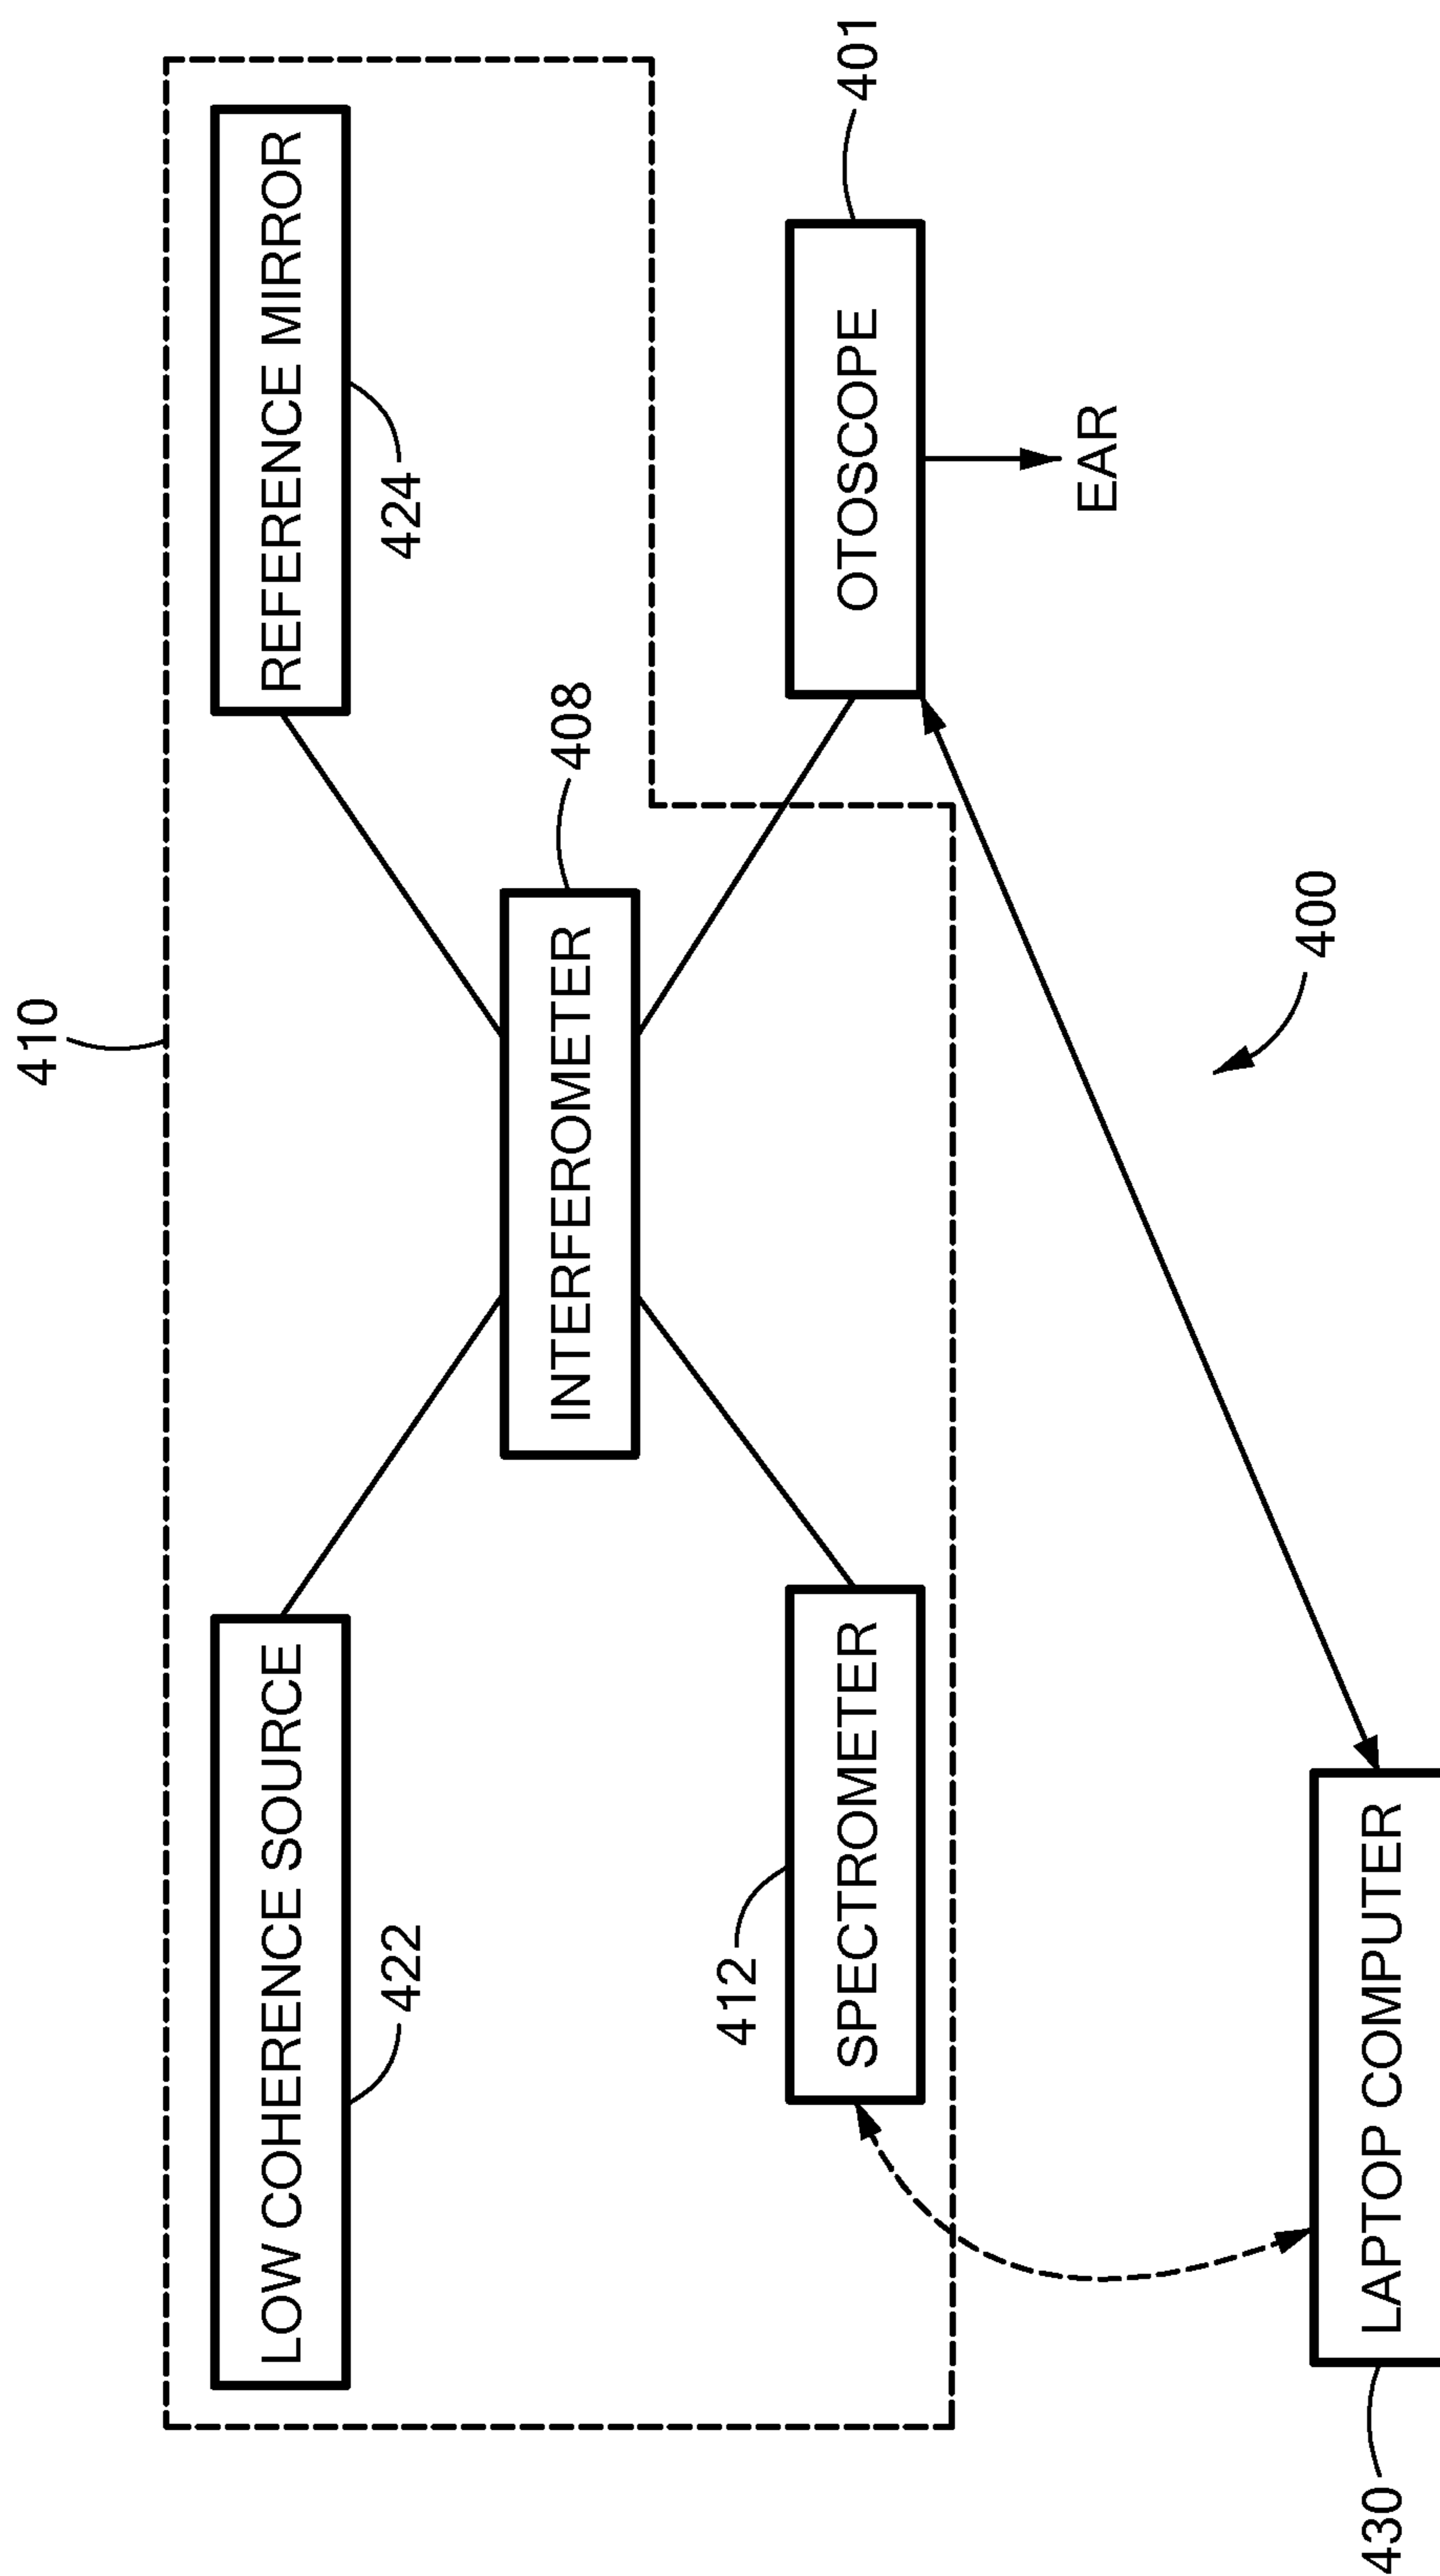 410
LOW COHERENCE SOURCE
REFERENCE MIRROR
422
424
INTERFEROMETER
408
412
SPECTROMETER
OTOSCOPE
401
EAR
400
430
LAPTOP COMPUTER